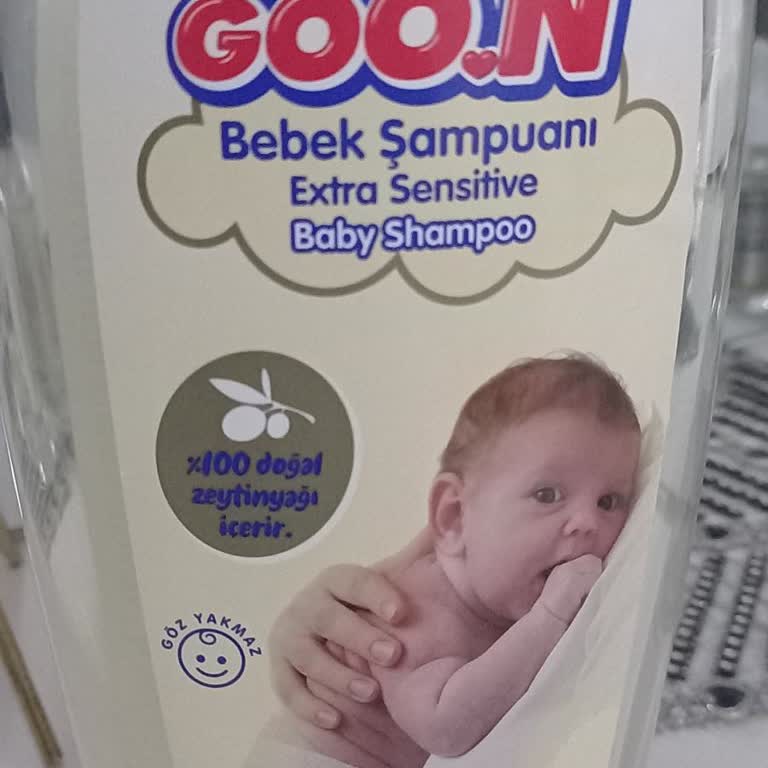 GOO.N
Bebek Şampuanı
Extra Sensitive
Baby Shampoo
%100 doğal
zeytinyağı
içerir.
GÖZ YAKMAZ